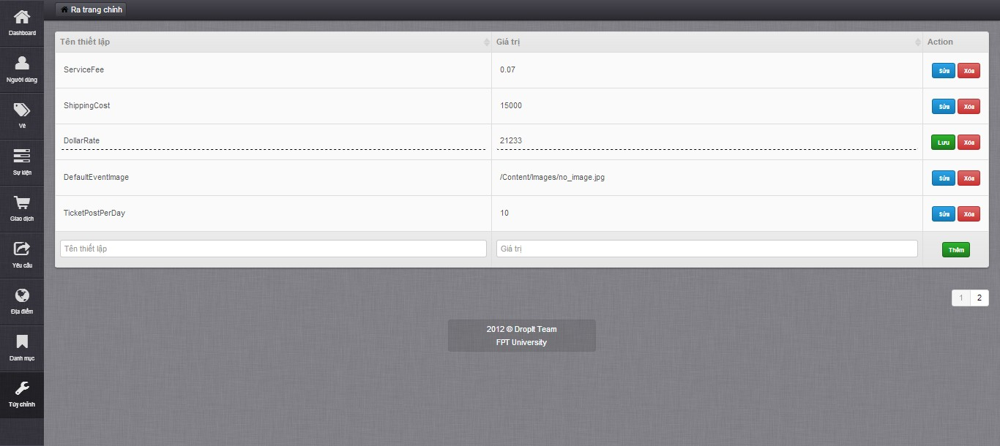 Ra trang chính
Dashboard
Người dùng
Vé
Sự kiện
Giao dịch
Yêu cầu
Địa điểm
Danh mục
Tùy chỉnh
Tên thiết lập Giá trị Action
ServiceFee 0.07 Sửa Xóa
ShippingCost 15000 Sửa Xóa
DollarRate 21233 Lưu Xóa
DefaultEventImage /Content/Images/no_image.jpg Sửa Xóa
TicketPostPerDay 10 Sửa Xóa
Tên thiết lập Giá trị Thêm
1 2
2012 © DropIt Team
FPT University